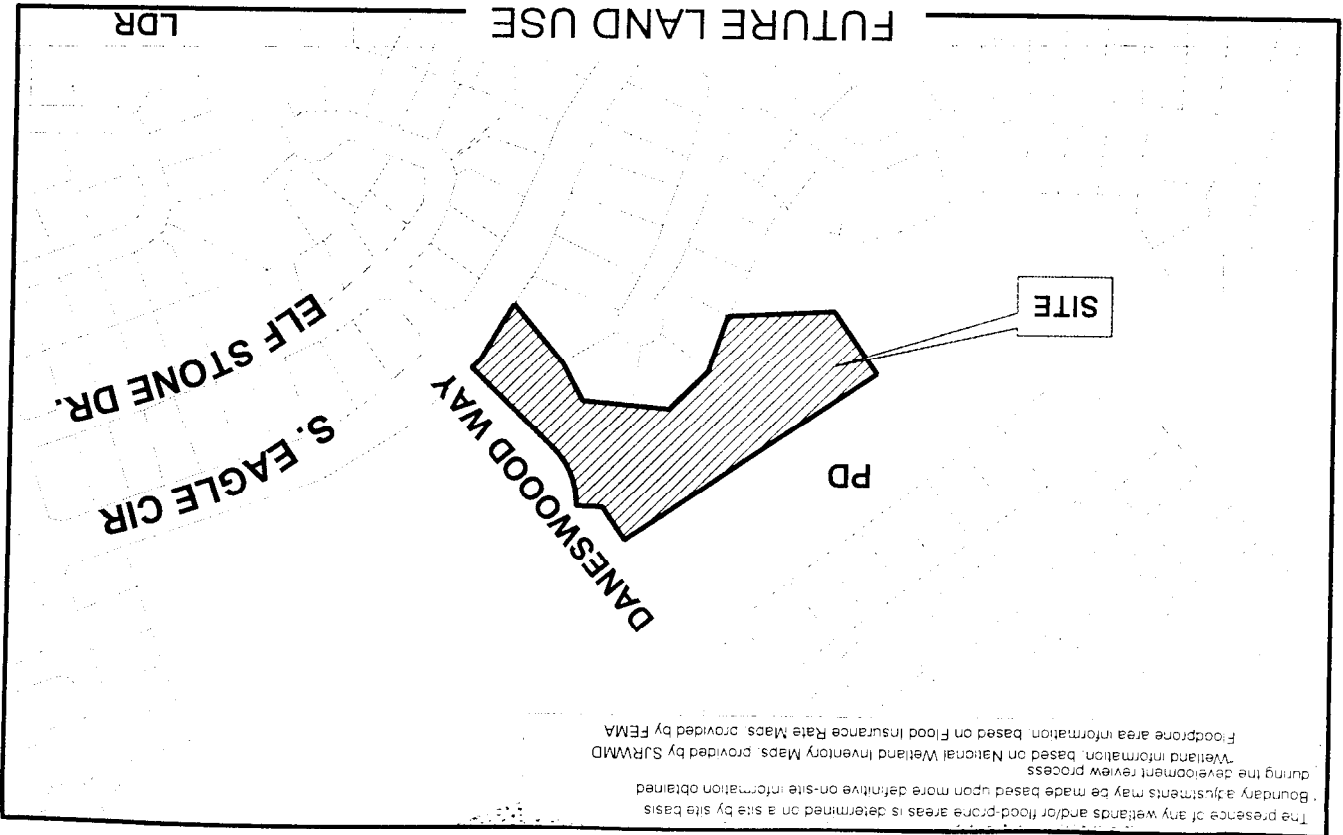 The presence of any wetlands and/or flood-prone areas is determined on a site by site basis
Boundary adjustments may be made based upon more definitive on-site information obtained
during the development review process
Wetland information, based on National Wetland Inventory Maps, provided by SJRWMD
Floodprone area information, based on Flood Insurance Rate Maps, provided by FEMA
DANESWOOOD WAY
PD
S. EAGLE CIR
ELF STONE DR.
SITE
FUTURE LAND USE
LDR